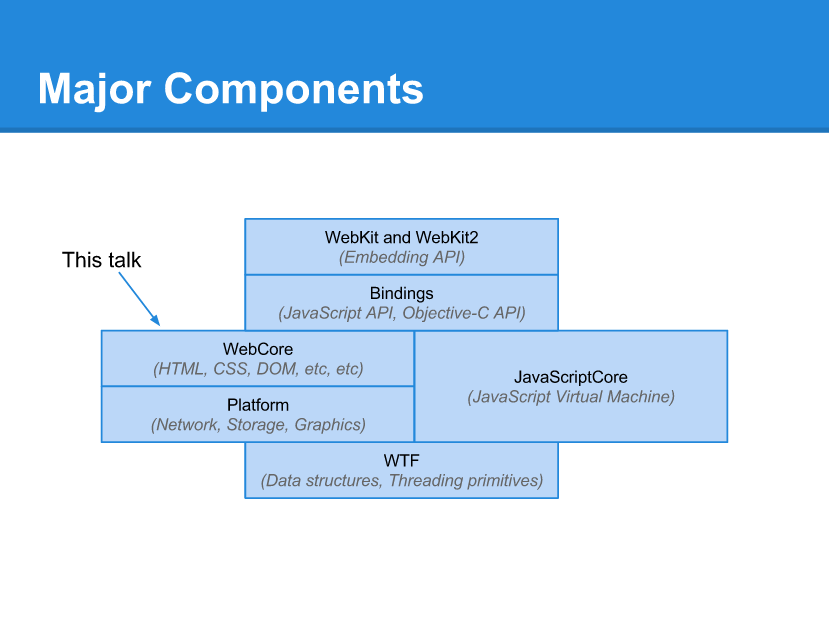 Major Components
WebKit and WebKit2
(Embedding API)
This talk
Bindings
(JavaScript API, Objective-C API)
WebCore
(HTML, CSS, DOM, etc, etc)
JavaScriptCore
(JavaScript Virtual Machine)
Platform
(Network, Storage, Graphics)
WTF
(Data structures, Threading primitives)